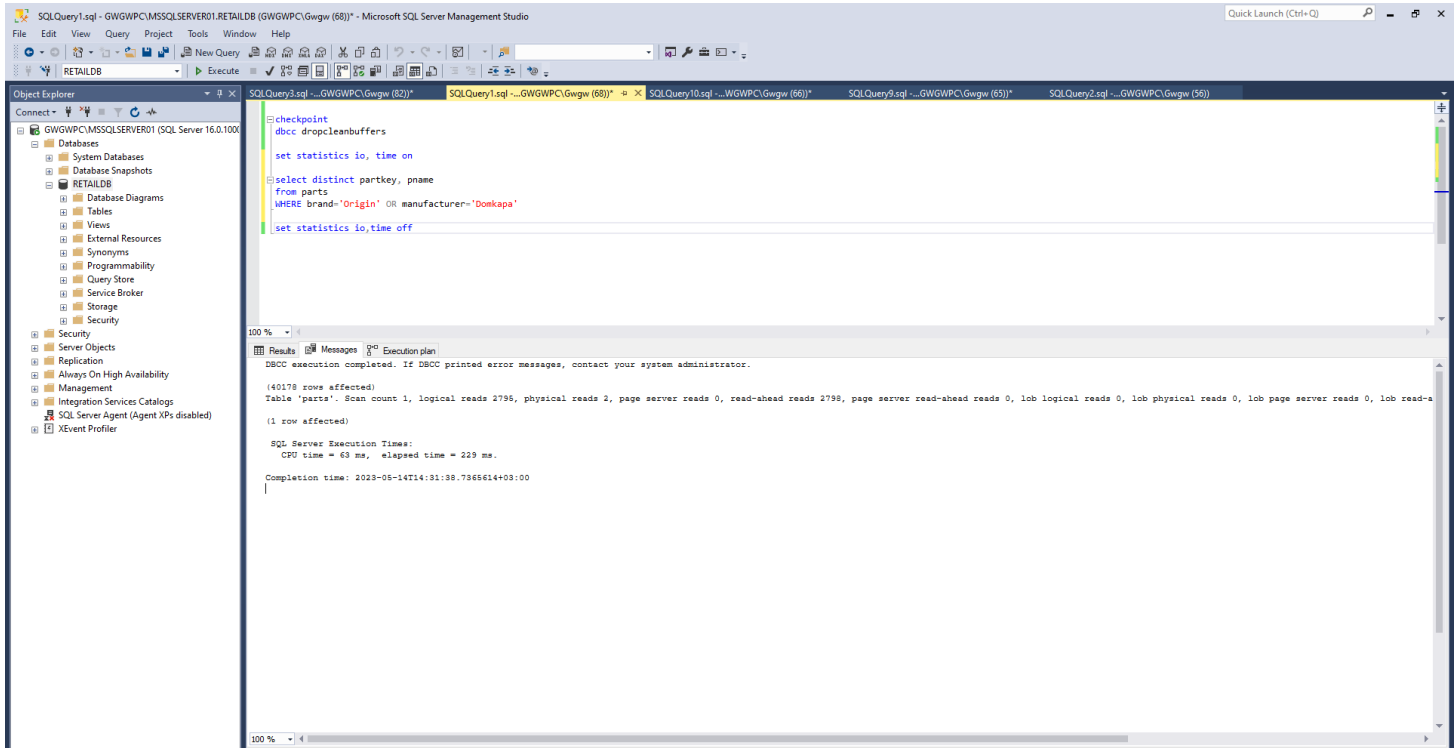 SQLQuery1.sql - GWGWPC\MSSQLSERVER01.RETAILDB (GWGWPC\Gwgw (68))* - Microsoft SQL Server Management Studio
Quick Launch (Ctrl+Q)
File Edit View Query Project Tools Window Help
New Query
RETAILDB Execute
Object Explorer
SQLQuery3.sql -...GWGWPC\Gwgw (82))* SQLQuery1.sql -...GWGWPC\Gwgw (68))* SQLQuery10.sql -...WGWPC\Gwgw (66))* SQLQuery9.sql -...GWGWPC\Gwgw (65))* SQLQuery2.sql -...GWGWPC\Gwgw (56))
Connect
GWGWPC\MSSQLSERVER01 (SQL Server 16.0.1000
Databases
System Databases
Database Snapshots
RETAILDB
Database Diagrams
Tables
Views
External Resources
Synonyms
Programmability
Query Store
Service Broker
Storage
Security
Security
Server Objects
Replication
Always On High Availability
Management
Integration Services Catalogs
SQL Server Agent (Agent XPs disabled)
XEvent Profiler
checkpoint
dbcc dropcleanbuffers
set statistics io, time on
select distinct partkey, pname
from parts
WHERE brand='Origin' OR manufacturer='Domkapa'
set statistics io,time off
100 %
Results Messages Execution plan
DBCC execution completed. If DBCC printed error messages, contact your system administrator.
(40178 rows affected)
Table 'parts'. Scan count 1, logical reads 2795, physical reads 2, page server reads 0, read-ahead reads 2798, page server read-ahead reads 0, lob logical reads 0, lob physical reads 0, lob page server reads 0, lob read-a
(1 row affected)
SQL Server Execution Times:
CPU time = 63 ms, elapsed time = 229 ms.
Completion time: 2023-05-14T14:31:38.7365614+03:00
100 %